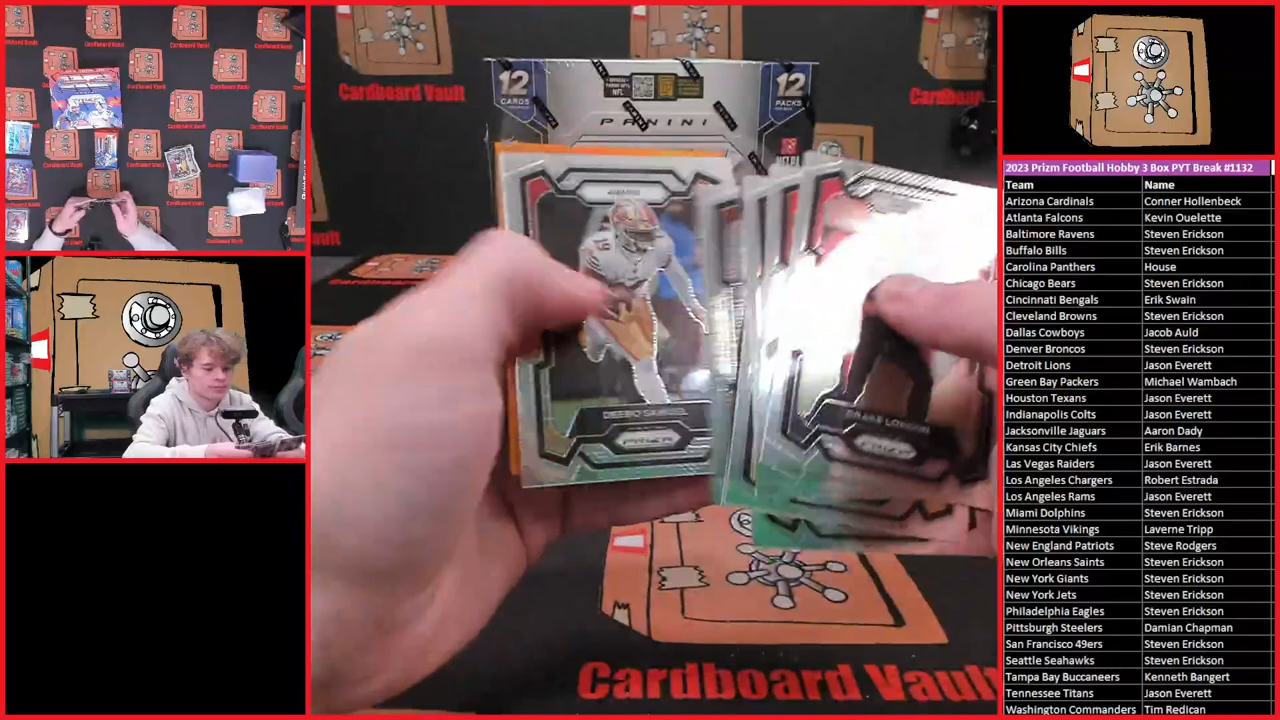 12
CARDS
PANINI
12
PACKS
Cardboard Vault
DEEBO SAMUEL
PRIZM
DRAKE LONDON
PRIZM
Cardboard Vault
2023 Prizm Football Hobby 3 Box PYT Break #1132
Team Name
Arizona Cardinals Conner Hollenbeck
Atlanta Falcons Kevin Ouelette
Baltimore Ravens Steven Erickson
Buffalo Bills Steven Erickson
Carolina Panthers House
Chicago Bears Steven Erickson
Cincinnati Bengals Erik Swain
Cleveland Browns Steven Erickson
Dallas Cowboys Jacob Auld
Denver Broncos Steven Erickson
Detroit Lions Jason Everett
Green Bay Packers Michael Wambach
Houston Texans Jason Everett
Indianapolis Colts Jason Everett
Jacksonville Jaguars Aaron Dady
Kansas City Chiefs Erik Barnes
Las Vegas Raiders Jason Everett
Los Angeles Chargers Robert Estrada
Los Angeles Rams Jason Everett
Miami Dolphins Steven Erickson
Minnesota Vikings Laverne Tripp
New England Patriots Steve Rodgers
New Orleans Saints Steven Erickson
New York Giants Steven Erickson
New York Jets Steven Erickson
Philadelphia Eagles Steven Erickson
Pittsburgh Steelers Damian Chapman
San Francisco 49ers Steven Erickson
Seattle Seahawks Steven Erickson
Tampa Bay Buccaneers Kenneth Bangert
Tennessee Titans Jason Everett
Washington Commanders Tim Redican